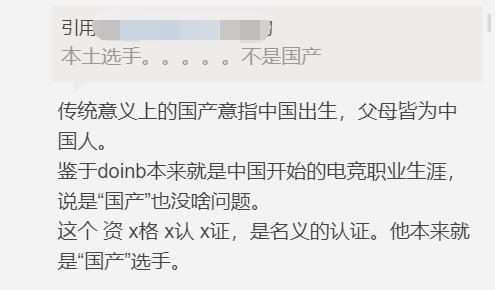 引用
本土选手。。。。。不是国产
传统意义上的国产意指中国出生，父母皆为中
国人。
鉴于doinb本来就是中国开始的电竞职业生涯，
说是“国产”也没啥问题。
这个 资 x格 x认 x证，是名义的认证。他本来就
是“国产”选手。